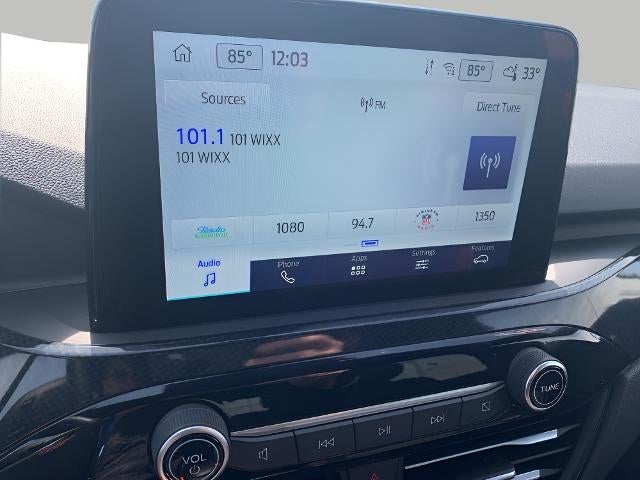 85° 12:03 85° 33°
Sources FM Direct Tune
101.1 101 WIXX
101 WIXX
1080 94.7 1350
Audio Phone Apps Settings Features
VOL TUNE